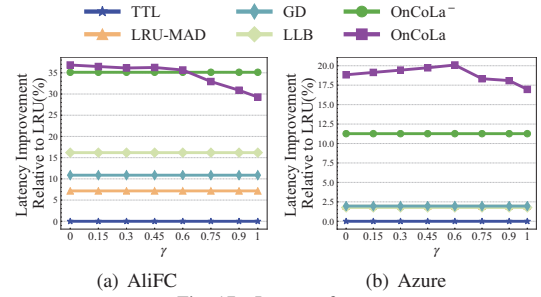 TTL GD OnCoLa⁻
LRU-MAD LLB OnCoLa
Latency Improvement
Relative to LRU(%)
35
30
25
20
15
10
5
0
0 0.15 0.3 0.45 0.6 0.75 0.9 1
γ
(a) AliFC
Latency Improvement
Relative to LRU(%)
20.0
17.5
15.0
12.5
10.0
7.5
5.0
2.5
0.0
0 0.15 0.3 0.45 0.6 0.75 0.9 1
γ
(b) Azure